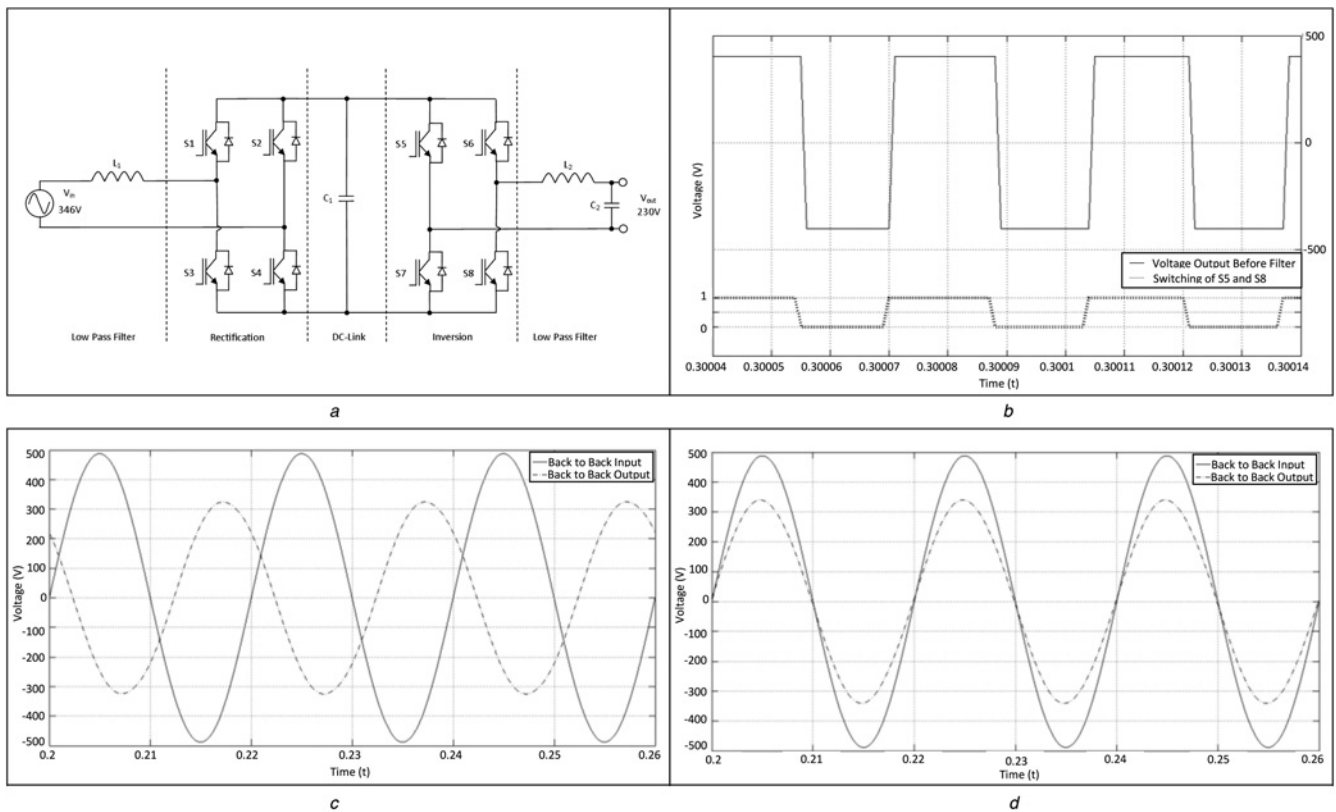 S1
S2
S5
S6
L₁
L₂
Vin
346V
C₁
C₂
Vout
230V
S3
S4
S7
S8
Low Pass Filter
Rectification
DC-Link
Inversion
Low Pass Filter
a
500
0
-500
Voltage (V)
Voltage Output Before Filter
Switching of S5 and S8
1
0
0.30004 0.30005 0.30006 0.30007 0.30008 0.30009 0.3001 0.30011 0.30012 0.30013 0.30014
Time (t)
b
Back to Back Input
Back to Back Output
500
400
300
200
100
0
-100
-200
-300
-400
-500
Voltage (V)
0.2 0.21 0.22 0.23 0.24 0.25 0.26
Time (t)
c
Back to Back Input
Back to Back Output
500
400
300
200
100
0
-100
-200
-300
-400
-500
Voltage (V)
0.2 0.21 0.22 0.23 0.24 0.25 0.26
Time (t)
d